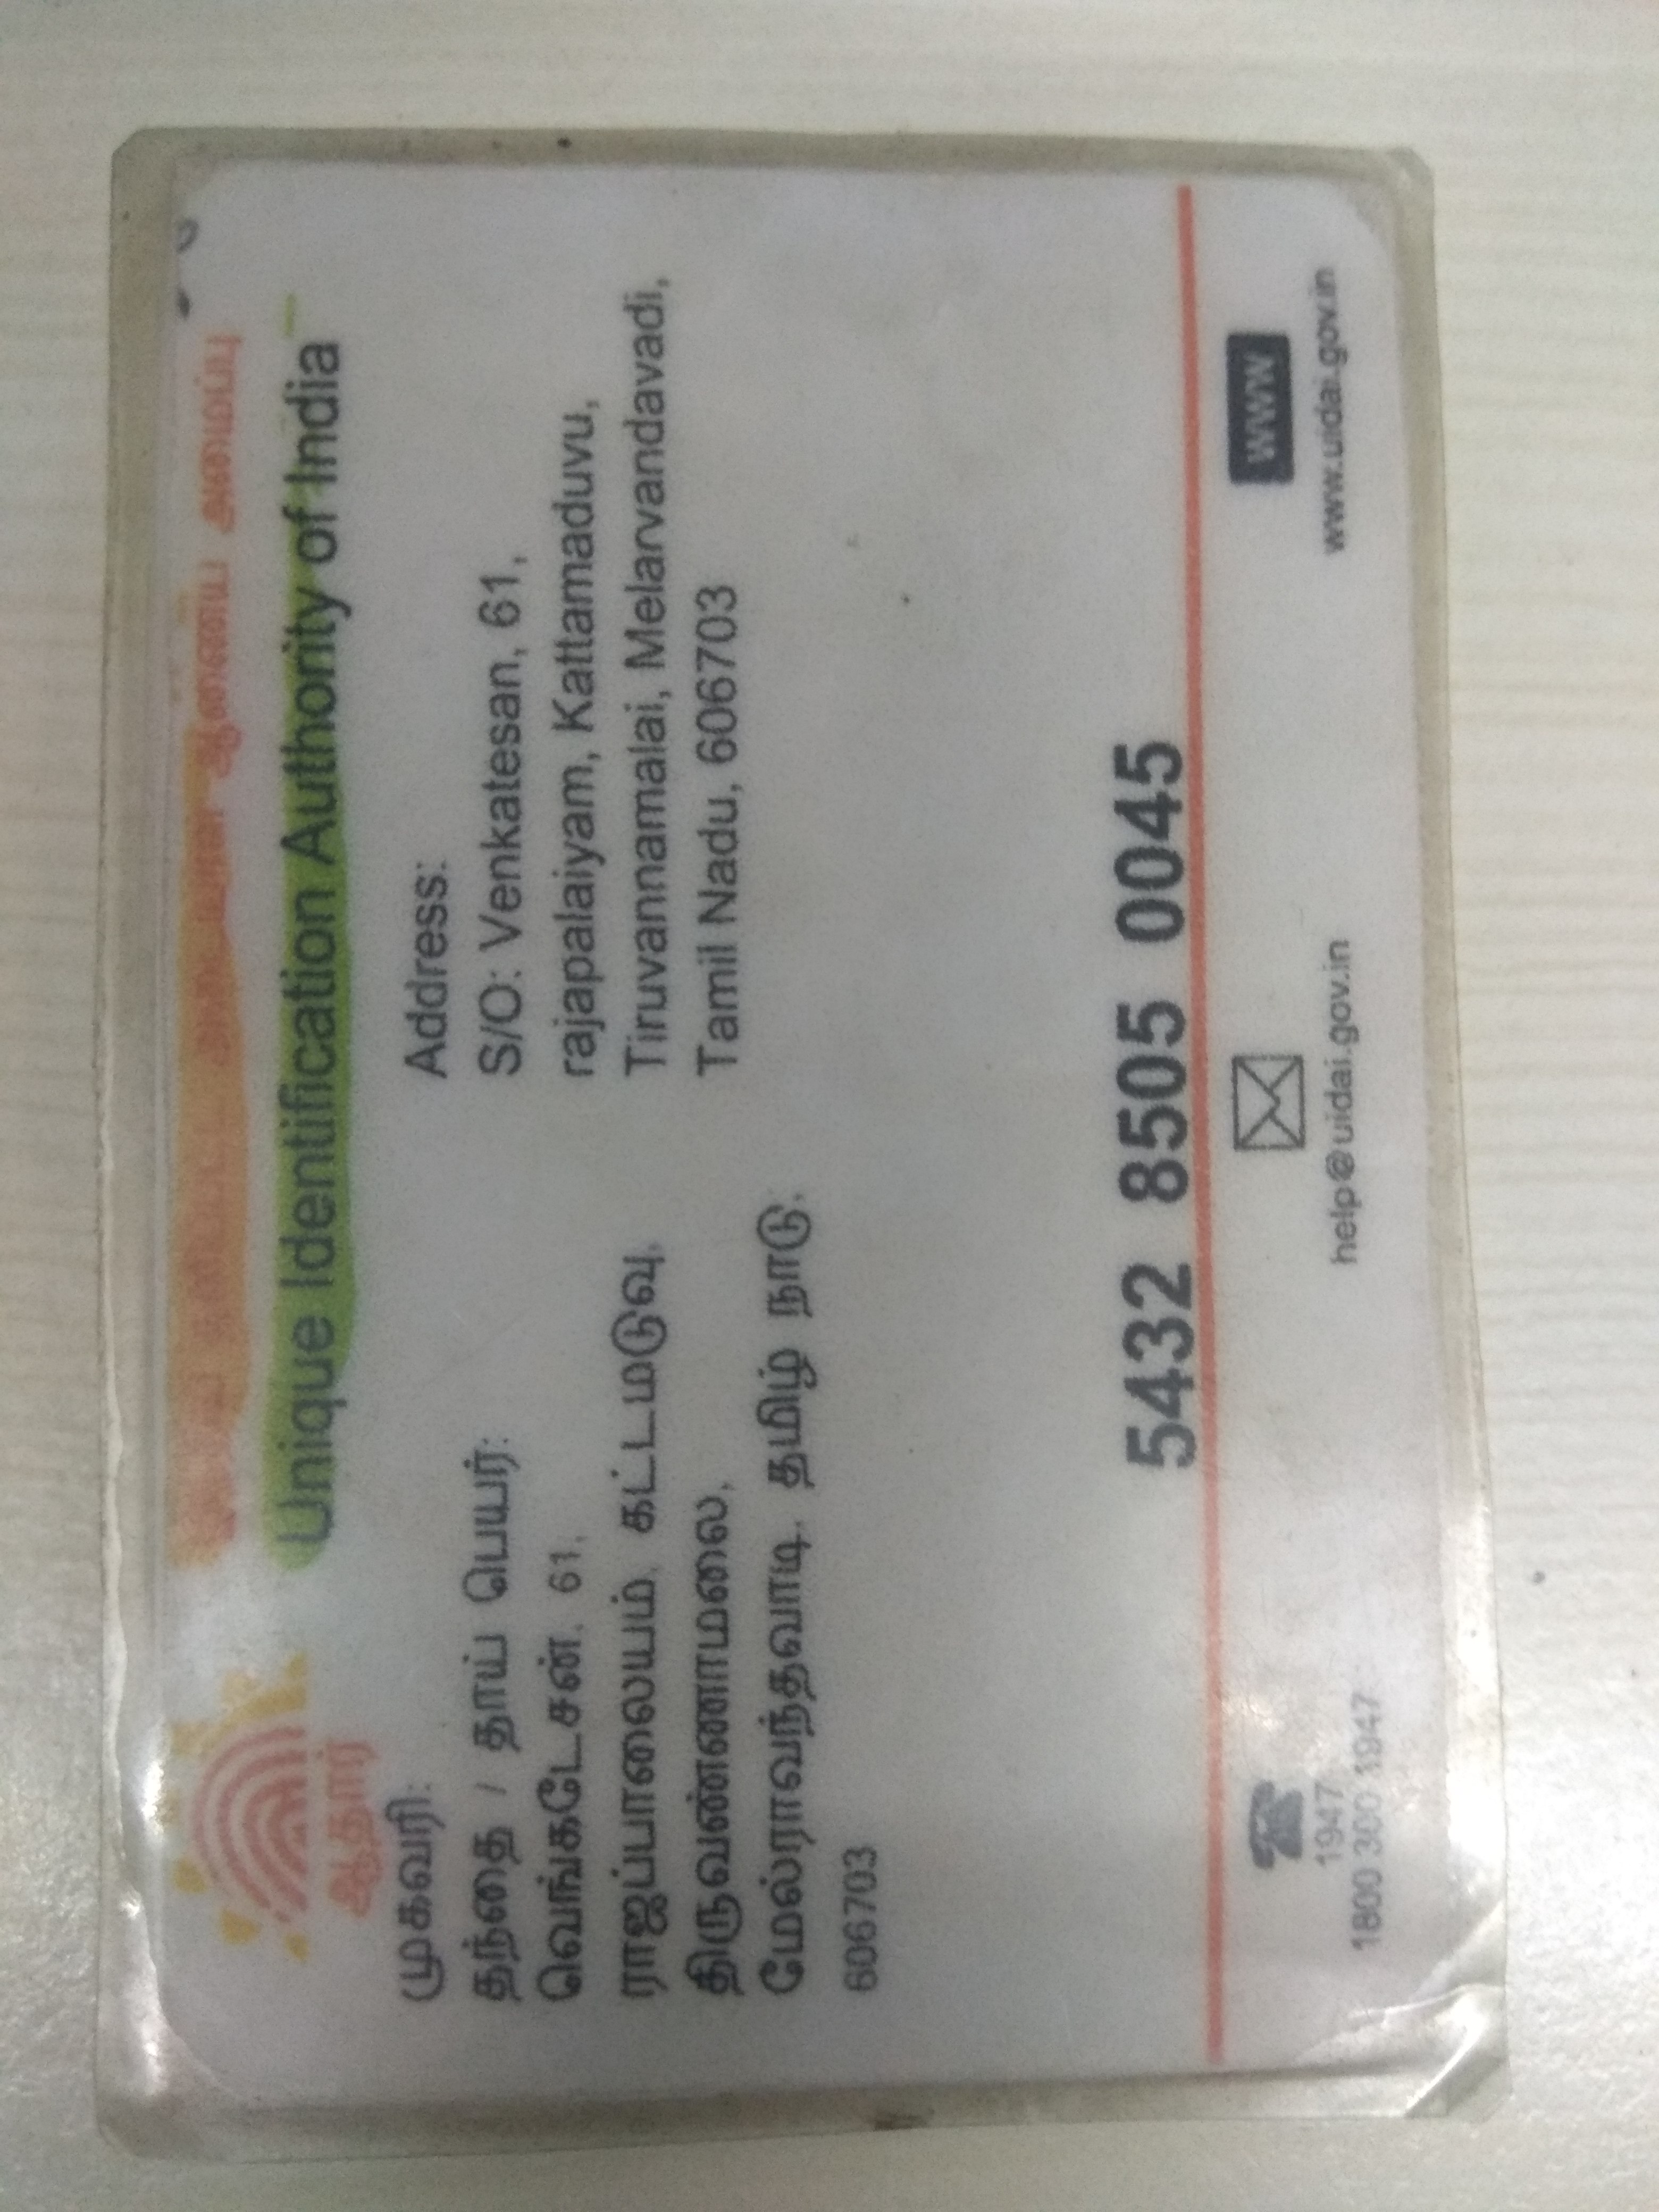 ஆதார்
Unique Identification Authority of India
முகவரி:
தந்தை / தாய் பெயர்:
வெங்கடேசன், 61,
ராஜப்பாலையம், கட்டமடுவு,
திருவண்ணாமலை,
மேல்ராவந்தவாடி, தமிழ் நாடு,
606703
Address:
S/O: Venkatesan, 61,
rajapalaiyam, Kattamaduvu,
Tiruvannamalai, Melarvandavadi,
Tamil Nadu, 606703
5432 8505 0045
1947
1800 300 1947
help@uidai.gov.in
WWW
www.uidai.gov.in